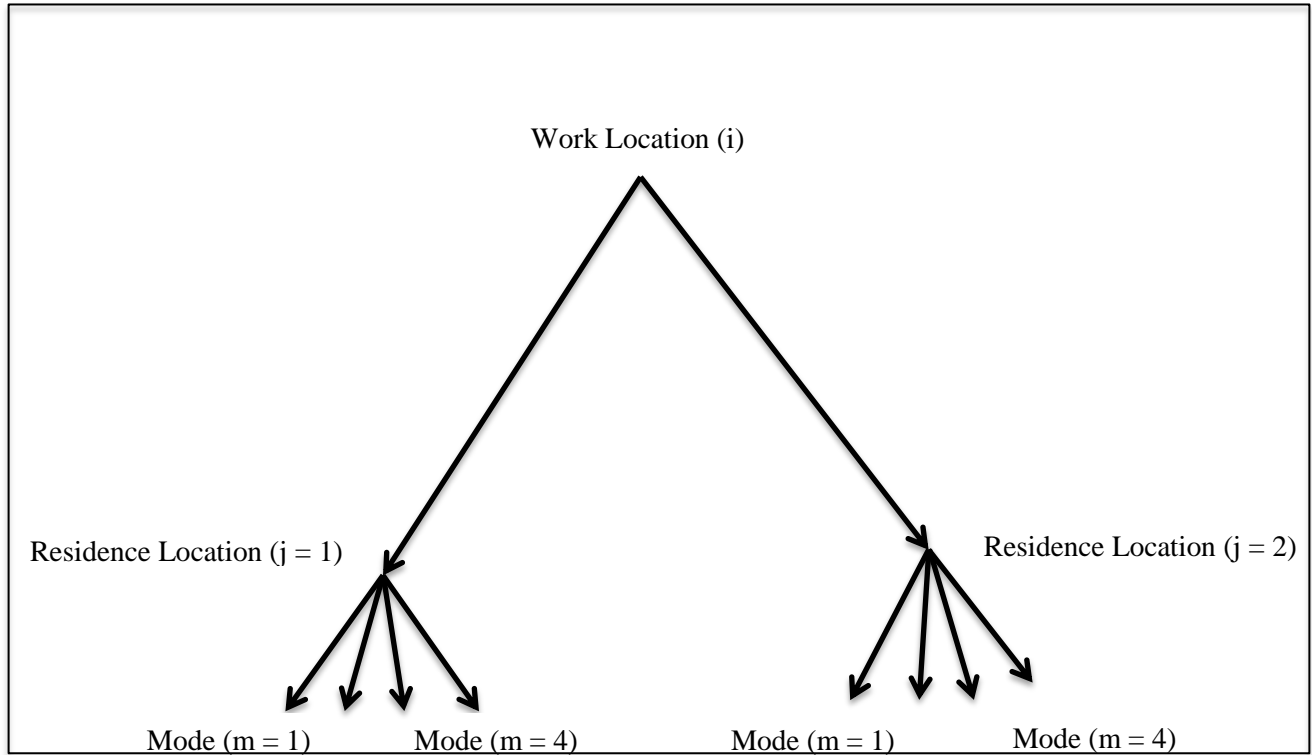 Work Location (i)
Residence Location (j = 1)
Residence Location (j = 2)
Mode (m = 1)
Mode (m = 4)
Mode (m = 1)
Mode (m = 4)